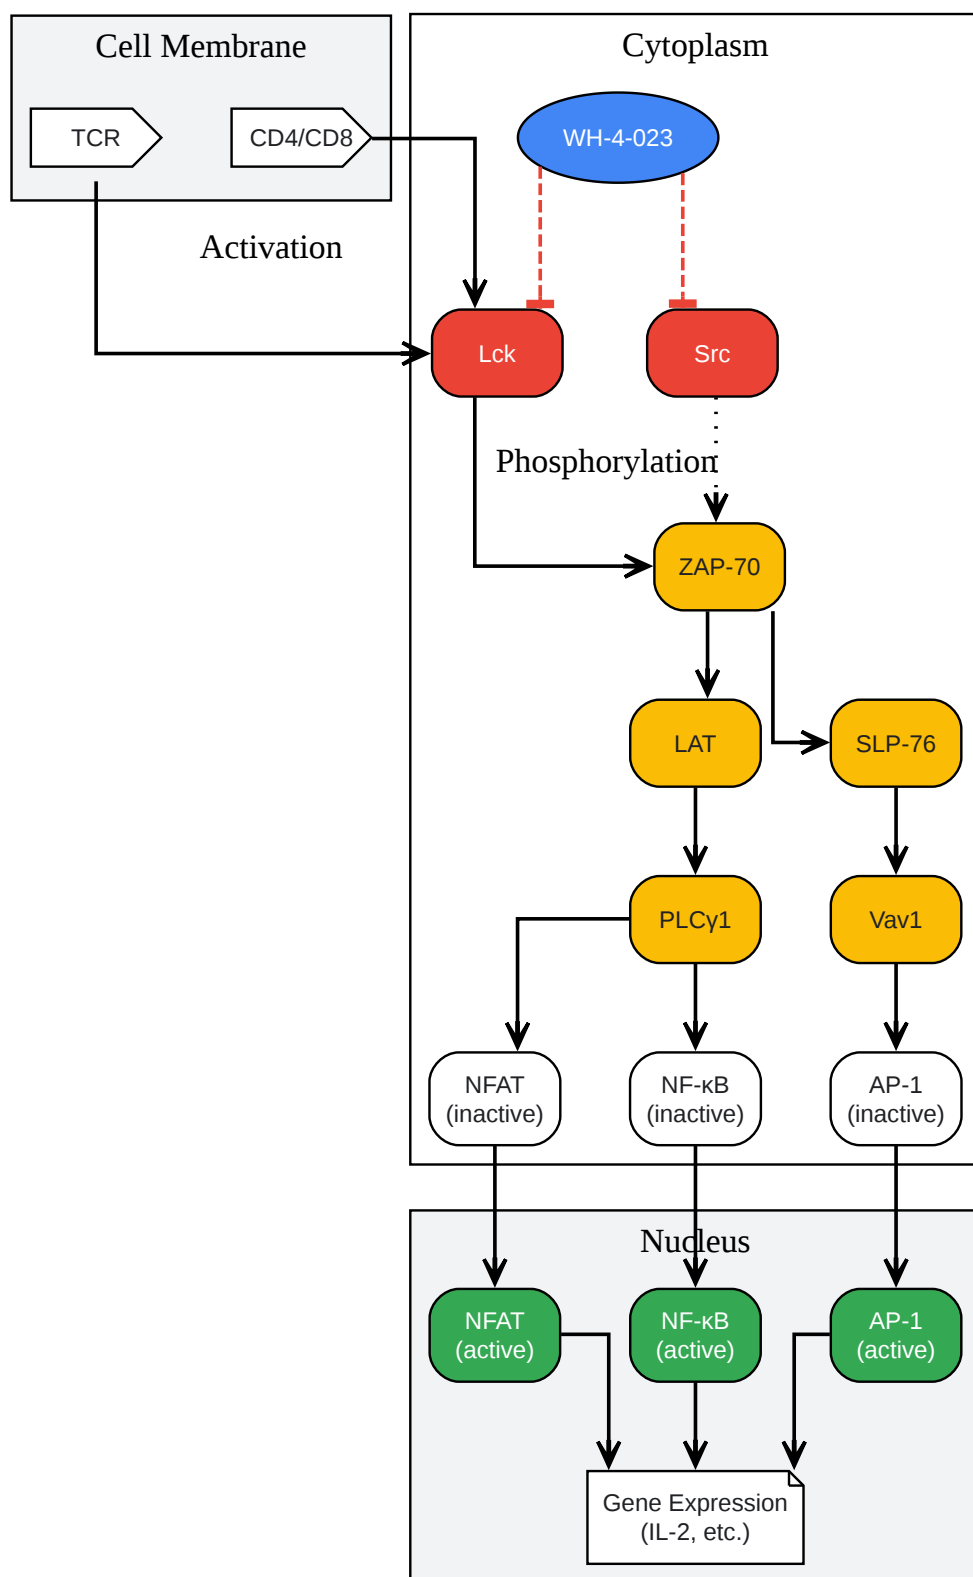 Cell Membrane
Cytoplasm
TCR
CD4/CD8
WH-4-023
Activation
Lck
Src
Phosphorylation
ZAP-70
LAT
SLP-76
PLCγ1
Vav1
NFAT
(inactive)
NF-κB
(inactive)
AP-1
(inactive)
Nucleus
NFAT
(active)
NF-κB
(active)
AP-1
(active)
Gene Expression
(IL-2, etc.)